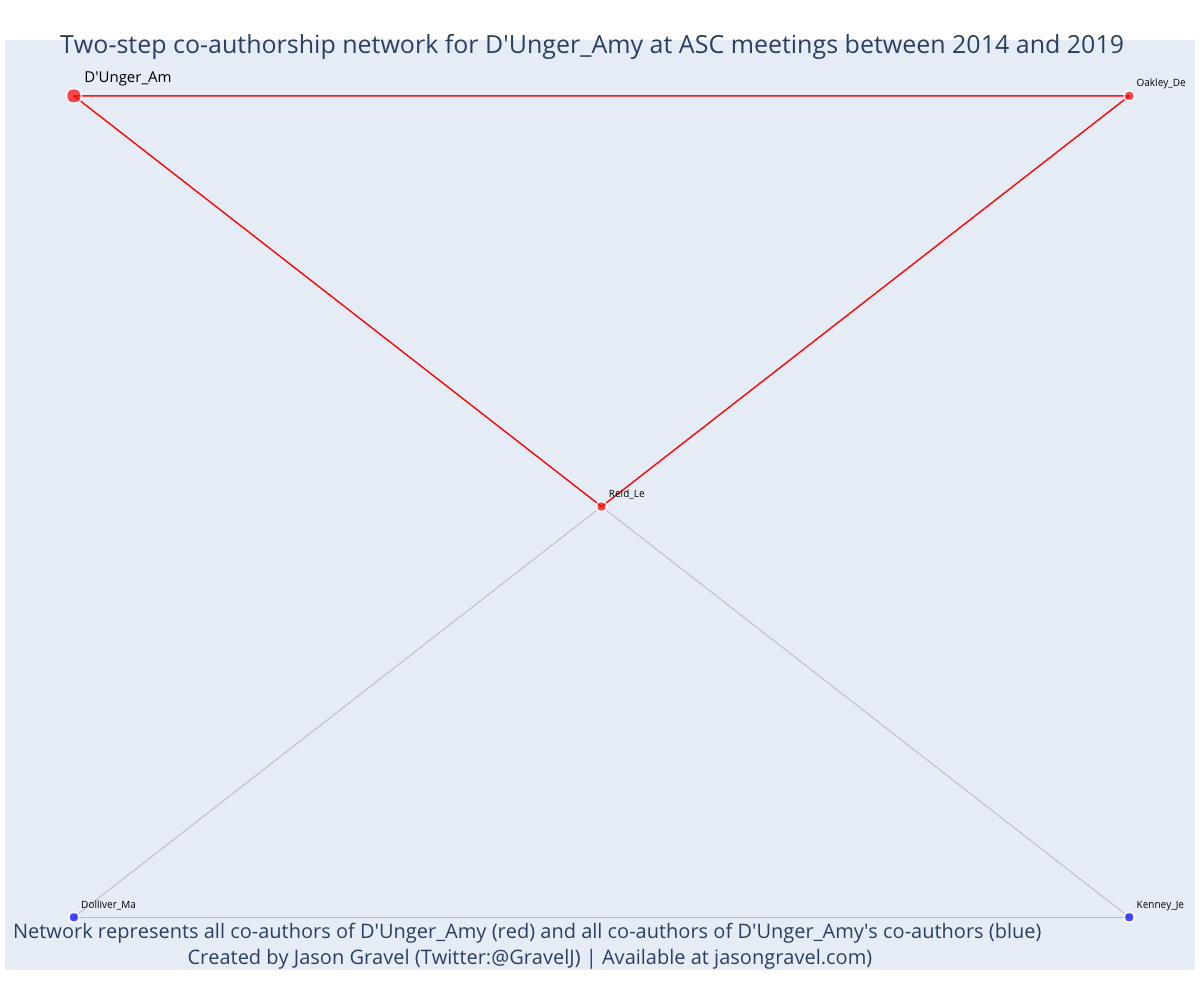 Two-step co-authorship network for D'Unger_Amy at ASC meetings between 2014 and 2019
D'Unger_Am
Oakley_De
Reid_Le
Dolliver_Ma
Kenney_Je
Network represents all co-authors of D'Unger_Amy (red) and all co-authors of D'Unger_Amy's co-authors (blue)
Created by Jason Gravel (Twitter:@GravelJ) | Available at jasongravel.com)